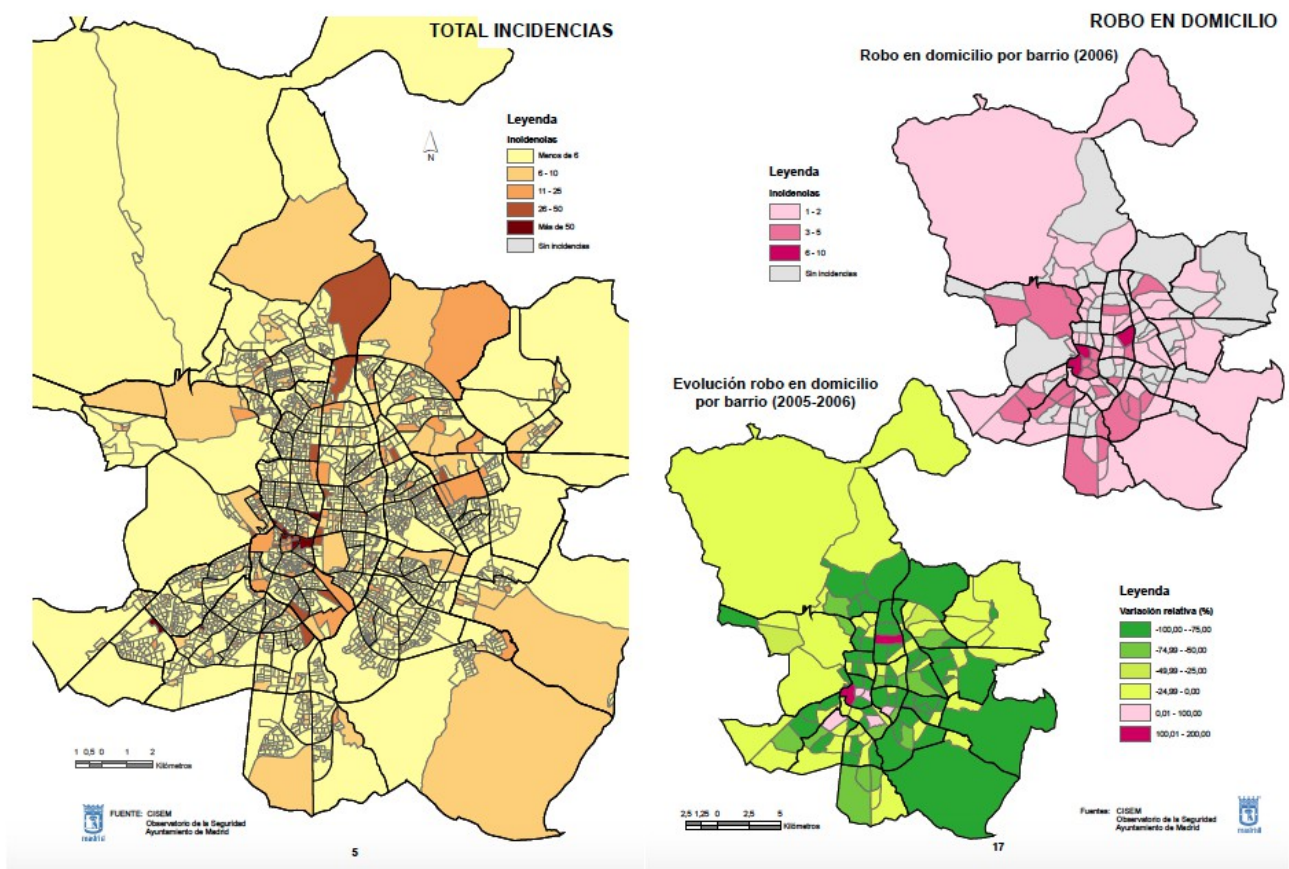 TOTAL INCIDENCIAS
Leyenda
Incidencias
Menos de 6
6 - 10
11 - 25
26 - 50
Más de 50
Sin incidencias
N
1 0,5 0 1 2
Kilómetros
madrid
FUENTE: CISEM
Observatorio de la Seguridad
Ayuntamiento de Madrid
5
ROBO EN DOMICILIO
Robo en domicilio por barrio (2006)
Leyenda
Incidencias
1 - 2
3 - 5
6 - 10
Sin incidencias
Evolución robo en domicilio
por barrio (2005-2006)
Leyenda
Variación relativa (%)
-100,00 - -75,00
-74,99 - -50,00
-49,99 - -25,00
-24,99 - 0,00
0,01 - 100,00
100,01 - 200,00
2,5 1,25 0 2,5 5
Kilómetros
Fuentes: CISEM
Observatorio de la Seguridad
Ayuntamiento de Madrid
madrid
17